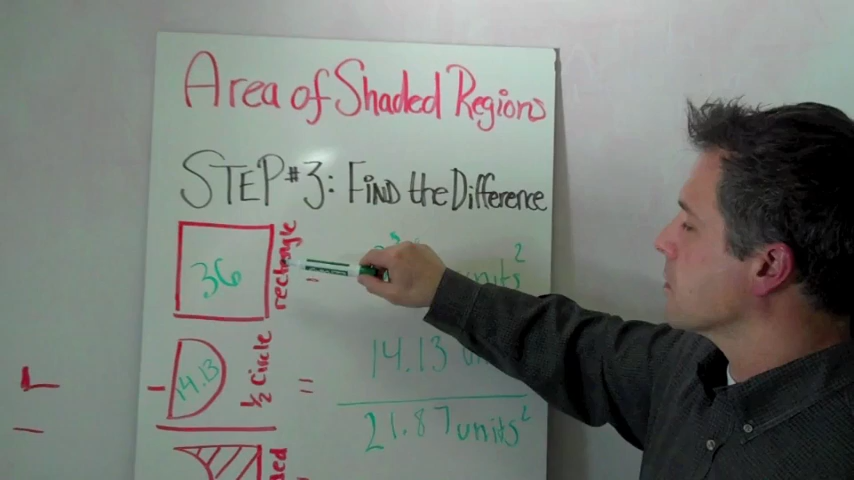 Area of Shaded Regions
STEP #3: FIND the Difference
36 rectangle = units²
- 14.13 ½ Circle = 14.13
21.87 units²